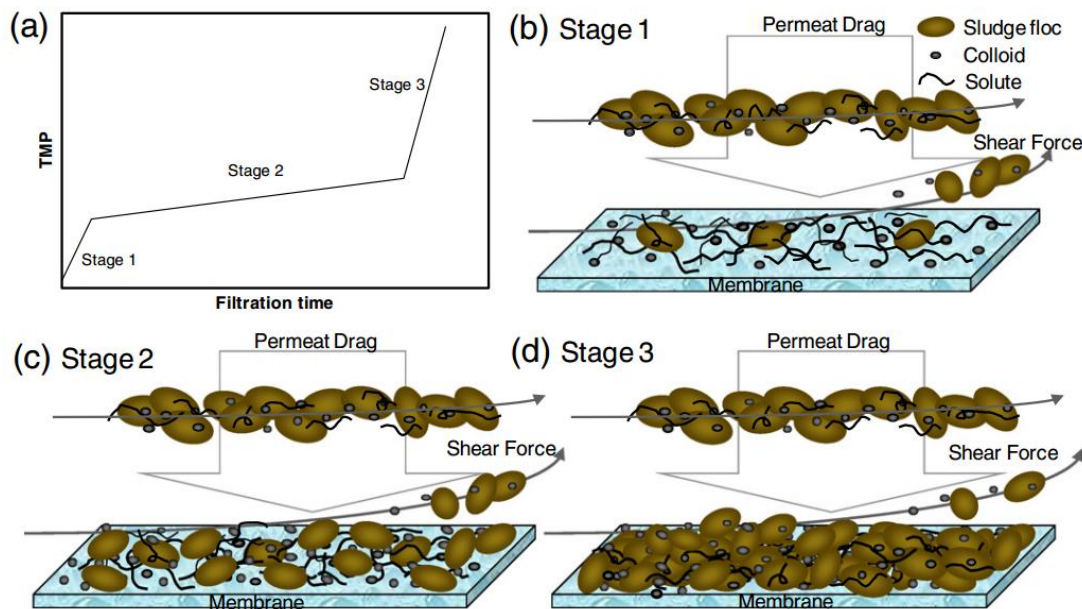 (a)
Stage 3
Stage 2
Stage 1
TMP
Filtration time
(b) Stage 1
Permeat Drag
Sludge floc
Colloid
Solute
Shear Force
Membrane
(c) Stage 2
Permeat Drag
Shear Force
Membrane
(d) Stage 3
Permeat Drag
Shear Force
Membrane